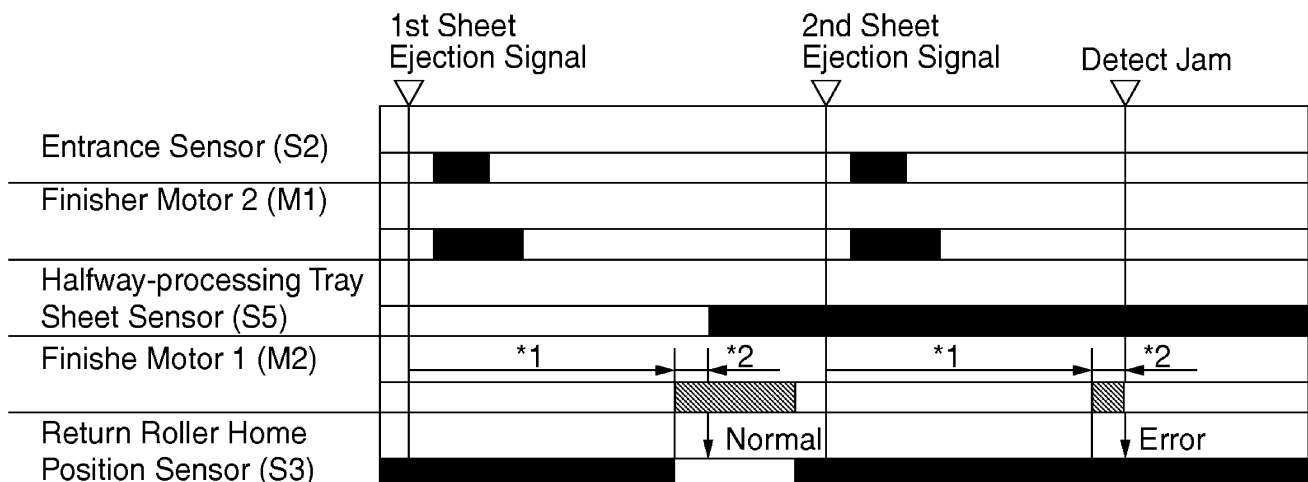 1st Sheet
Ejection Signal
2nd Sheet
Ejection Signal
Detect Jam
Entrance Sensor (S2)
Finisher Motor 2 (M1)
Halfway-processing Tray
Sheet Sensor (S5)
Finishe Motor 1 (M2)
*1
*2
*1
*2
Return Roller Home
Position Sensor (S3)
Normal
Error